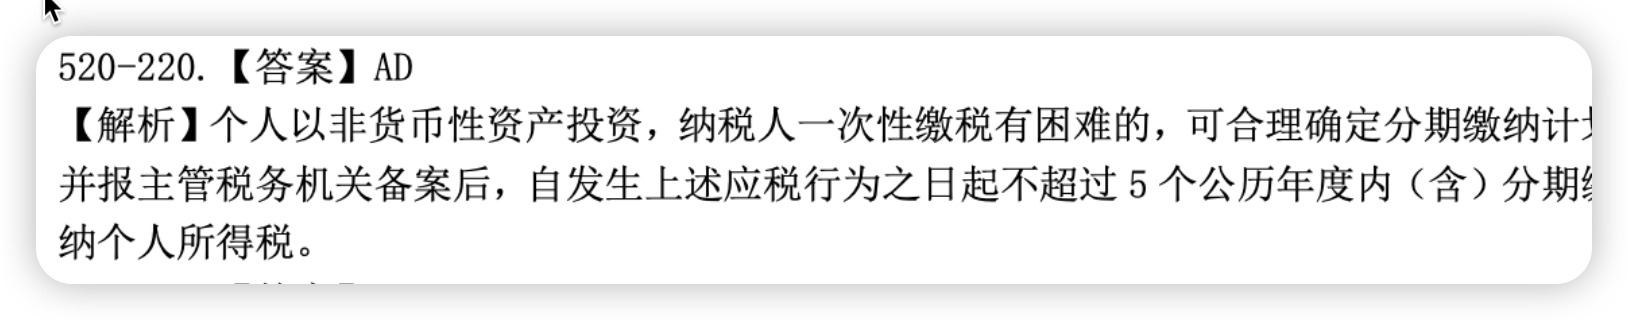 520-220.【答案】AD
【解析】个人以非货币性资产投资，纳税人一次性缴税有困难的，可合理确定分期缴纳计
并报主管税务机关备案后，自发生上述应税行为之日起不超过 5 个公历年度内（含）分期
纳个人所得税。